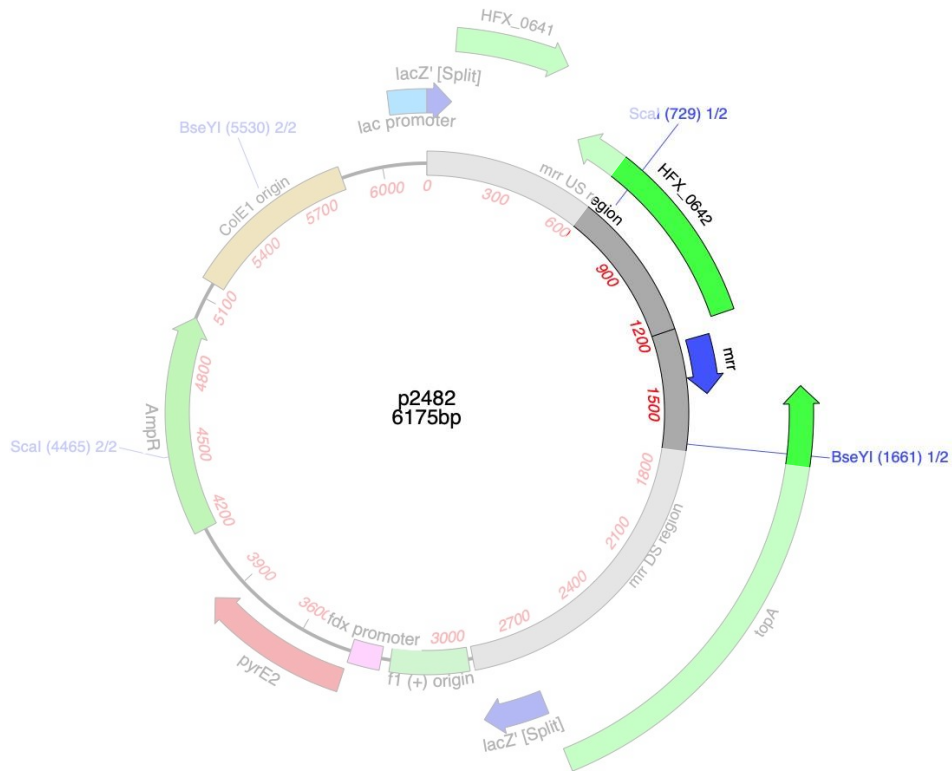 HFX_0641
lacZ' [Split]
lac promoter
ScaI (729) 1/2
BseYI (5530) 2/2
ColE1 origin
mrr US region
HFX_0642
6000
0
300
600
900
1200
1500
1800
2100
2400
2700
3000
3600
3900
4200
4500
4800
5100
5400
5700
mrr
p2482
6175bp
AmpR
ScaI (4465) 2/2
BseYI (1661) 1/2
mrr DS region
topA
fdx promoter
f1 (+) origin
pyrE2
lacZ' [Split]